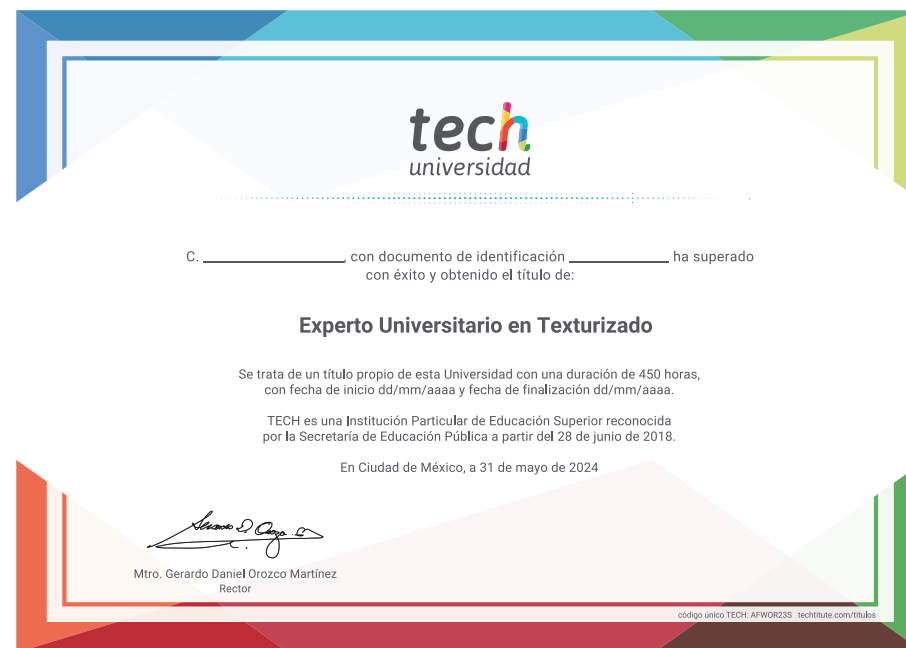 tech
universidad
C. ____________________, con documento de identificación ______________ ha superado
con éxito y obtenido el título de:
Experto Universitario en Texturizado
Se trata de un título propio de esta Universidad con una duración de 450 horas,
con fecha de inicio dd/mm/aaaa y fecha de finalización dd/mm/aaaa.
TECH es una Institución Particular de Educación Superior reconocida
por la Secretaría de Educación Pública a partir del 28 de junio de 2018.
En Ciudad de México, a 31 de mayo de 2024
Mtro. Gerardo Daniel Orozco Martínez
Rector
código único TECH: AFWOR23S techtitute.com/titulos